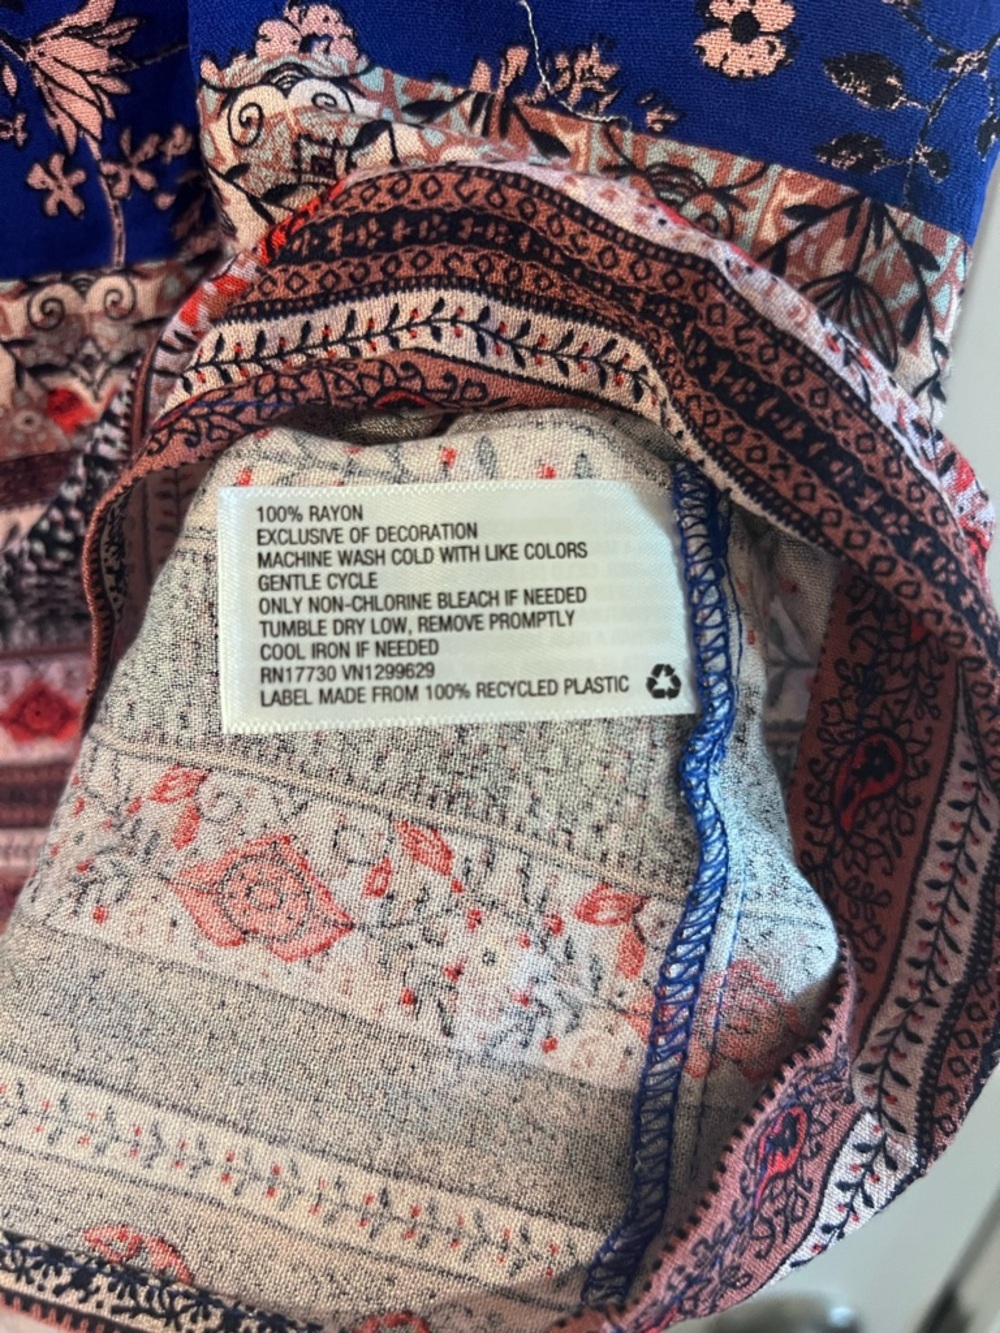 100% RAYON
EXCLUSIVE OF DECORATION
MACHINE WASH COLD WITH LIKE COLORS
GENTLE CYCLE
ONLY NON-CHLORINE BLEACH IF NEEDED
TUMBLE DRY LOW, REMOVE PROMPTLY
COOL IRON IF NEEDED
RN17730 VN1299629
LABEL MADE FROM 100% RECYCLED PLASTIC